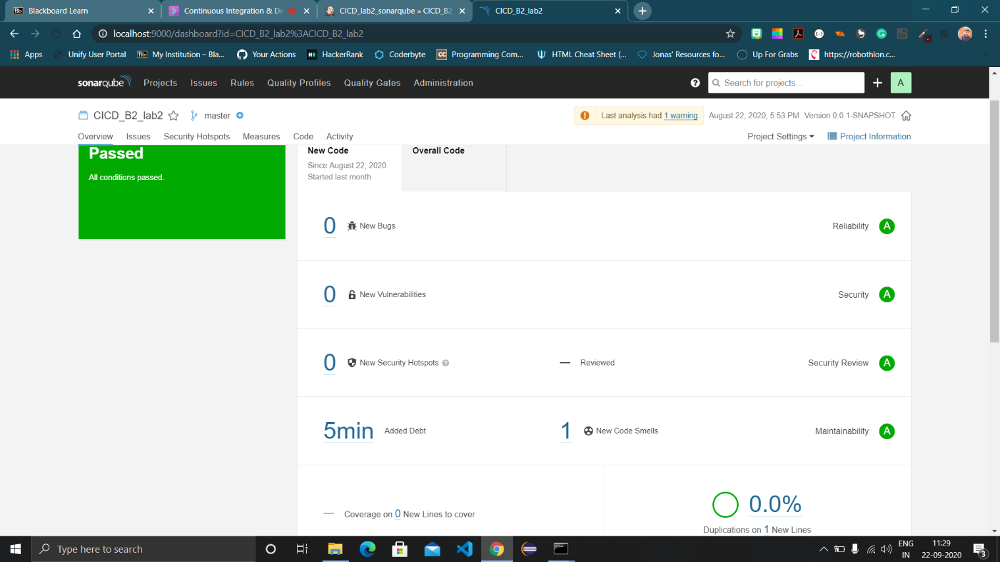 Blackboard Learn
Continuous Integration & De
CICD_lab2_sonarqube » CICD_B2
CICD_B2_lab2
localhost:9000/dashboard?id=CICD_B2_lab2%3ACICD_B2_lab2
Apps
Unify User Portal
Bb My Institution – Bla...
Your Actions
HackerRank
Coderbyte
CC Programming Com...
HTML Cheat Sheet (...
Jonas' Resources fo...
Up For Grabs
https://robothlon.c...
sonarqube
Projects
Issues
Rules
Quality Profiles
Quality Gates
Administration
Search for projects...
A
CICD_B2_lab2
master
Last analysis had 1 warning
August 22, 2020, 5:53 PM Version 0.0.1-SNAPSHOT
Overview
Issues
Security Hotspots
Measures
Code
Activity
Project Settings
Project Information
Passed
All conditions passed.
New Code
Since August 22, 2020
Started last month
Overall Code
0 New Bugs
Reliability A
0 New Vulnerabilities
Security A
0 New Security Hotspots ?
— Reviewed
Security Review A
5min Added Debt
1 New Code Smells
Maintainability A
— Coverage on 0 New Lines to cover
0.0%
Duplications on 1 New Lines
Type here to search
ENG
IN
11:29
22-09-2020
3